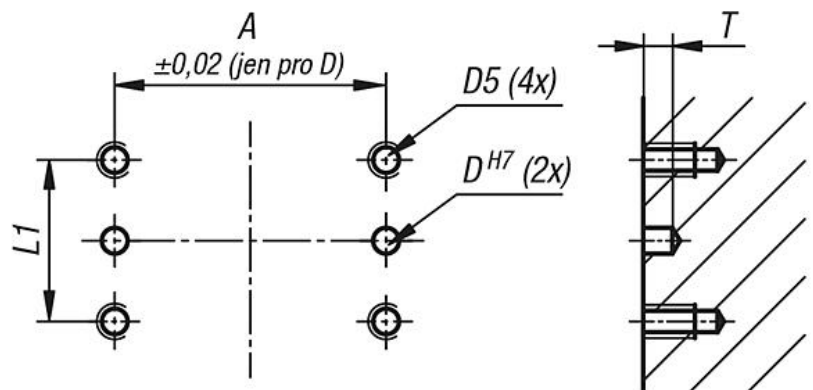 A
±0,02 (jen pro D)
T
D5 (4x)
D H7 (2x)
L1